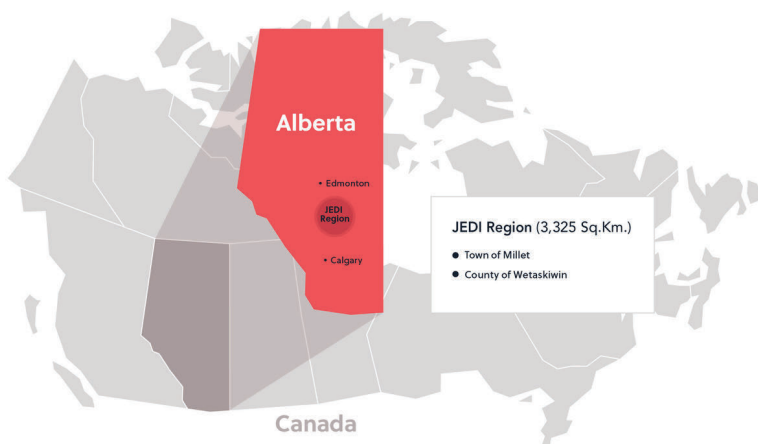 Alberta
• Edmonton
JEDI
Region
• Calgary
JEDI Region (3,325 Sq.Km.)
● Town of Millet
● County of Wetaskiwin
Canada